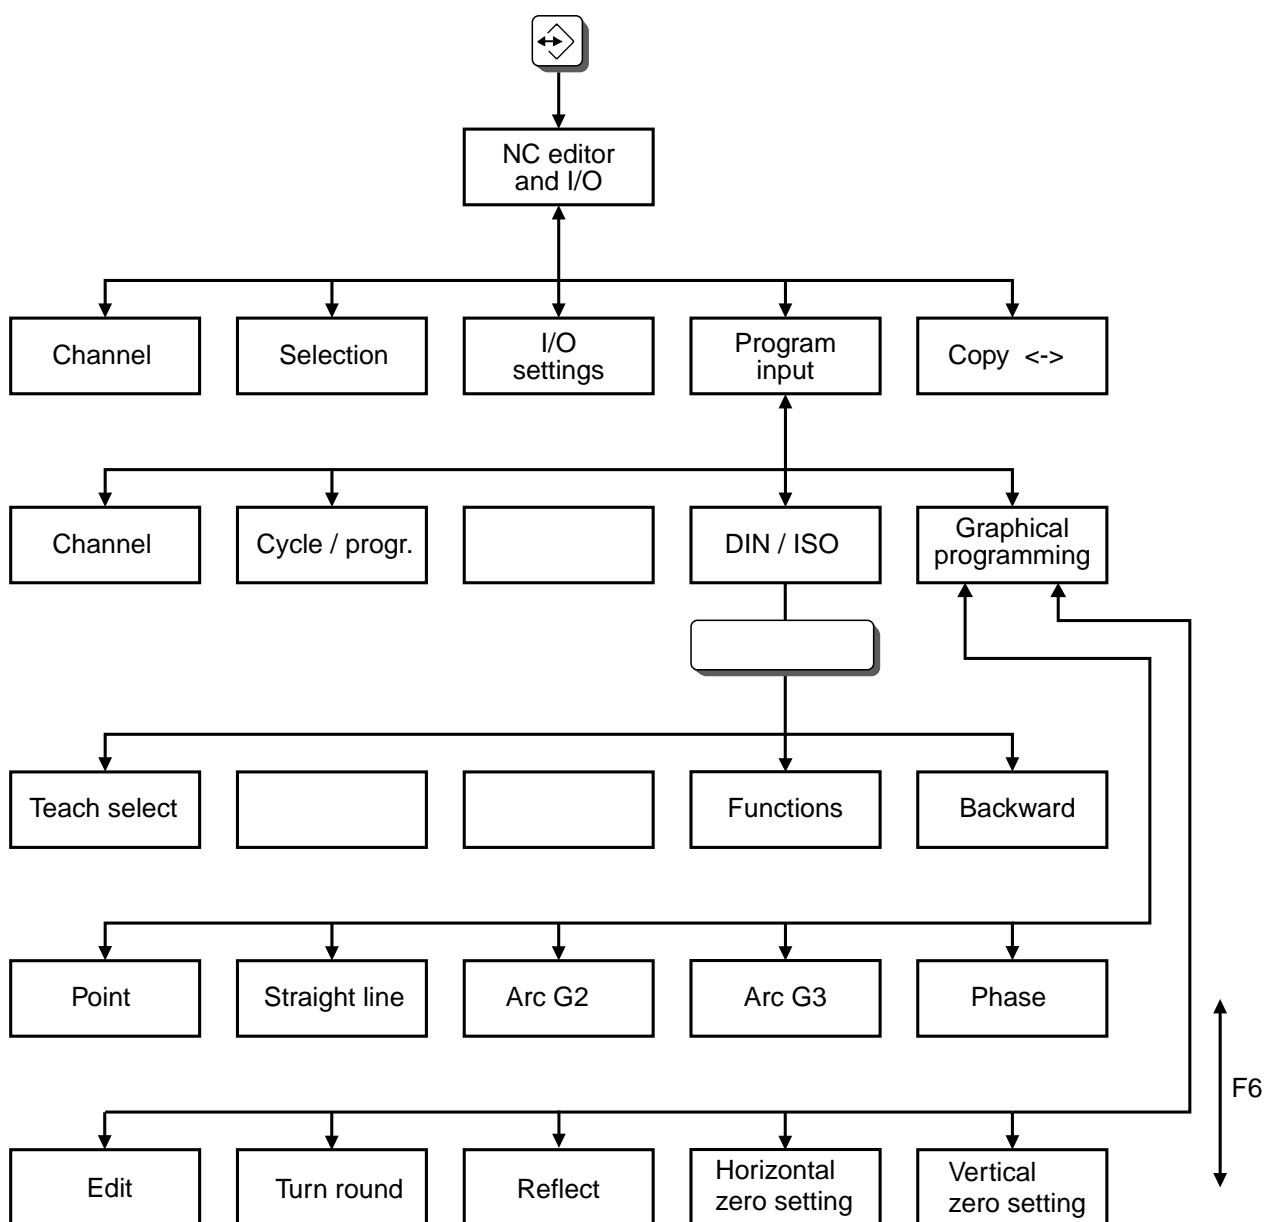 NC editor
and I/O
Channel
Selection
I/O
settings
Program
input
Copy <->
Channel
Cycle / progr.
DIN / ISO
Graphical
programming
Teach select
Functions
Backward
Point
Straight line
Arc G2
Arc G3
Phase
F6
Edit
Turn round
Reflect
Horizontal
zero setting
Vertical
zero setting